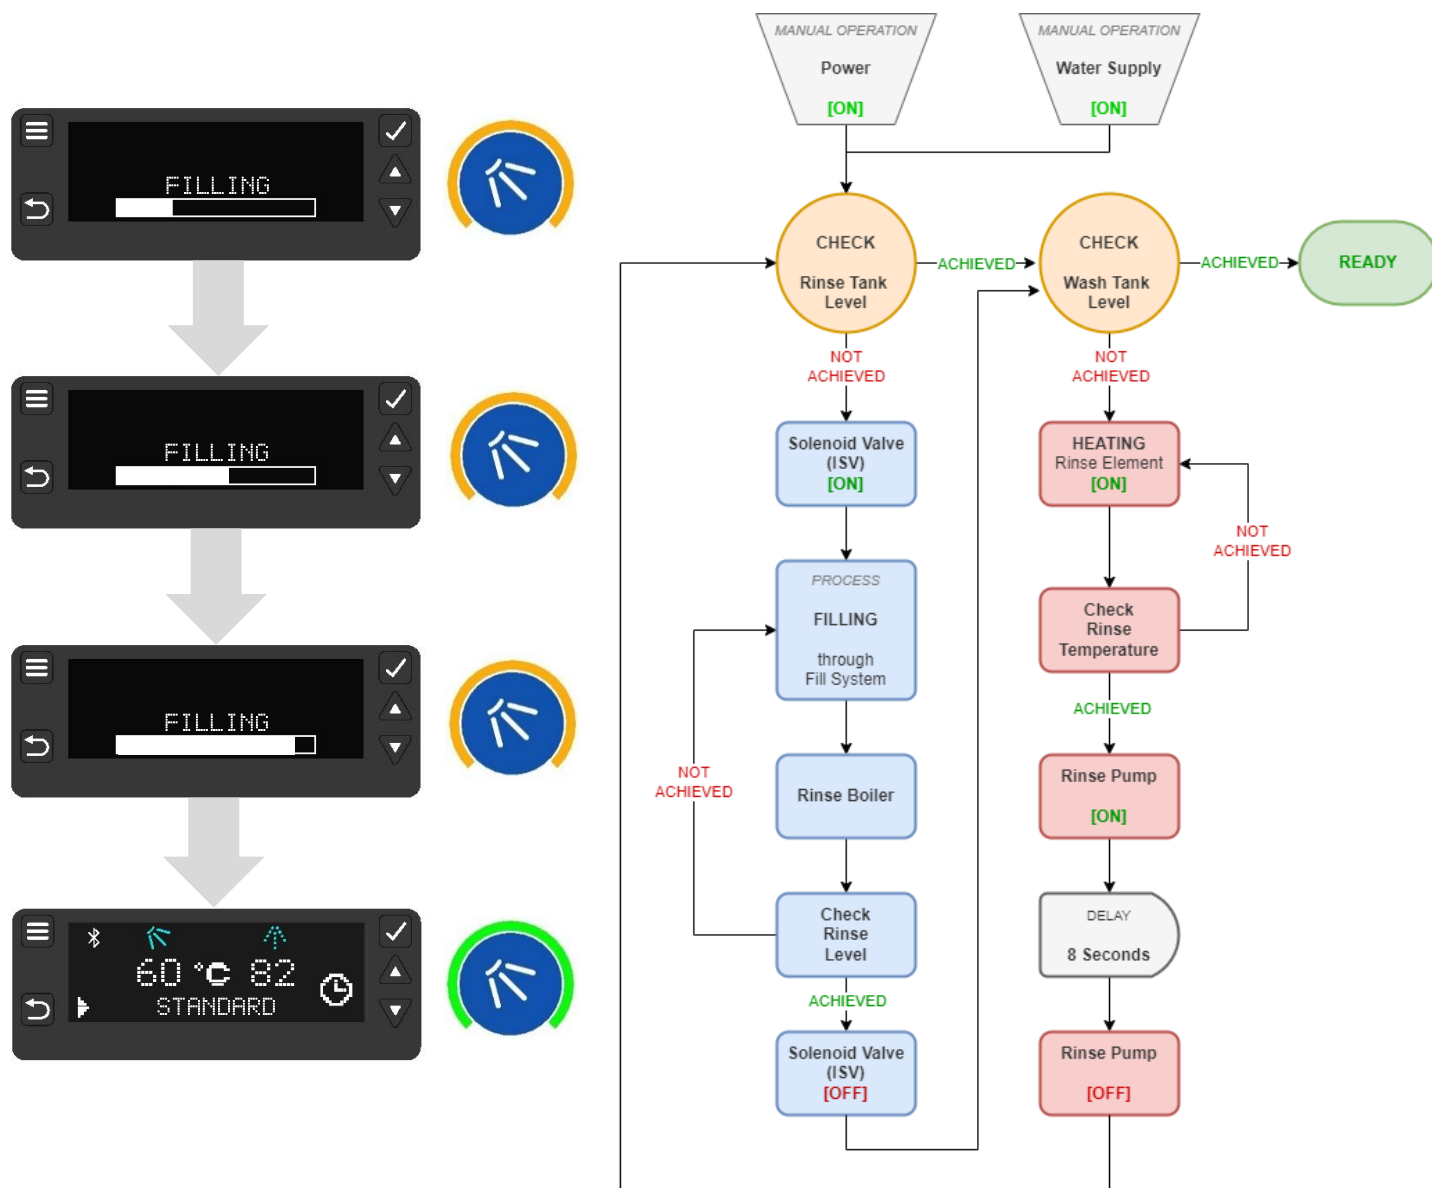 FILLING
FILLING
FILLING
60 °C 82
STANDARD
MANUAL OPERATION
Power
[ON]
MANUAL OPERATION
Water Supply
[ON]
CHECK
Rinse Tank
Level
ACHIEVED
CHECK
Wash Tank
Level
ACHIEVED
READY
NOT
ACHIEVED
Solenoid Valve
(ISV)
[ON]
PROCESS
FILLING
through
Fill System
NOT
ACHIEVED
Rinse Boiler
Check
Rinse
Level
ACHIEVED
Solenoid Valve
(ISV)
[OFF]
NOT
ACHIEVED
HEATING
Rinse Element
[ON]
NOT
ACHIEVED
Check
Rinse
Temperature
ACHIEVED
Rinse Pump
[ON]
DELAY
8 Seconds
Rinse Pump
[OFF]